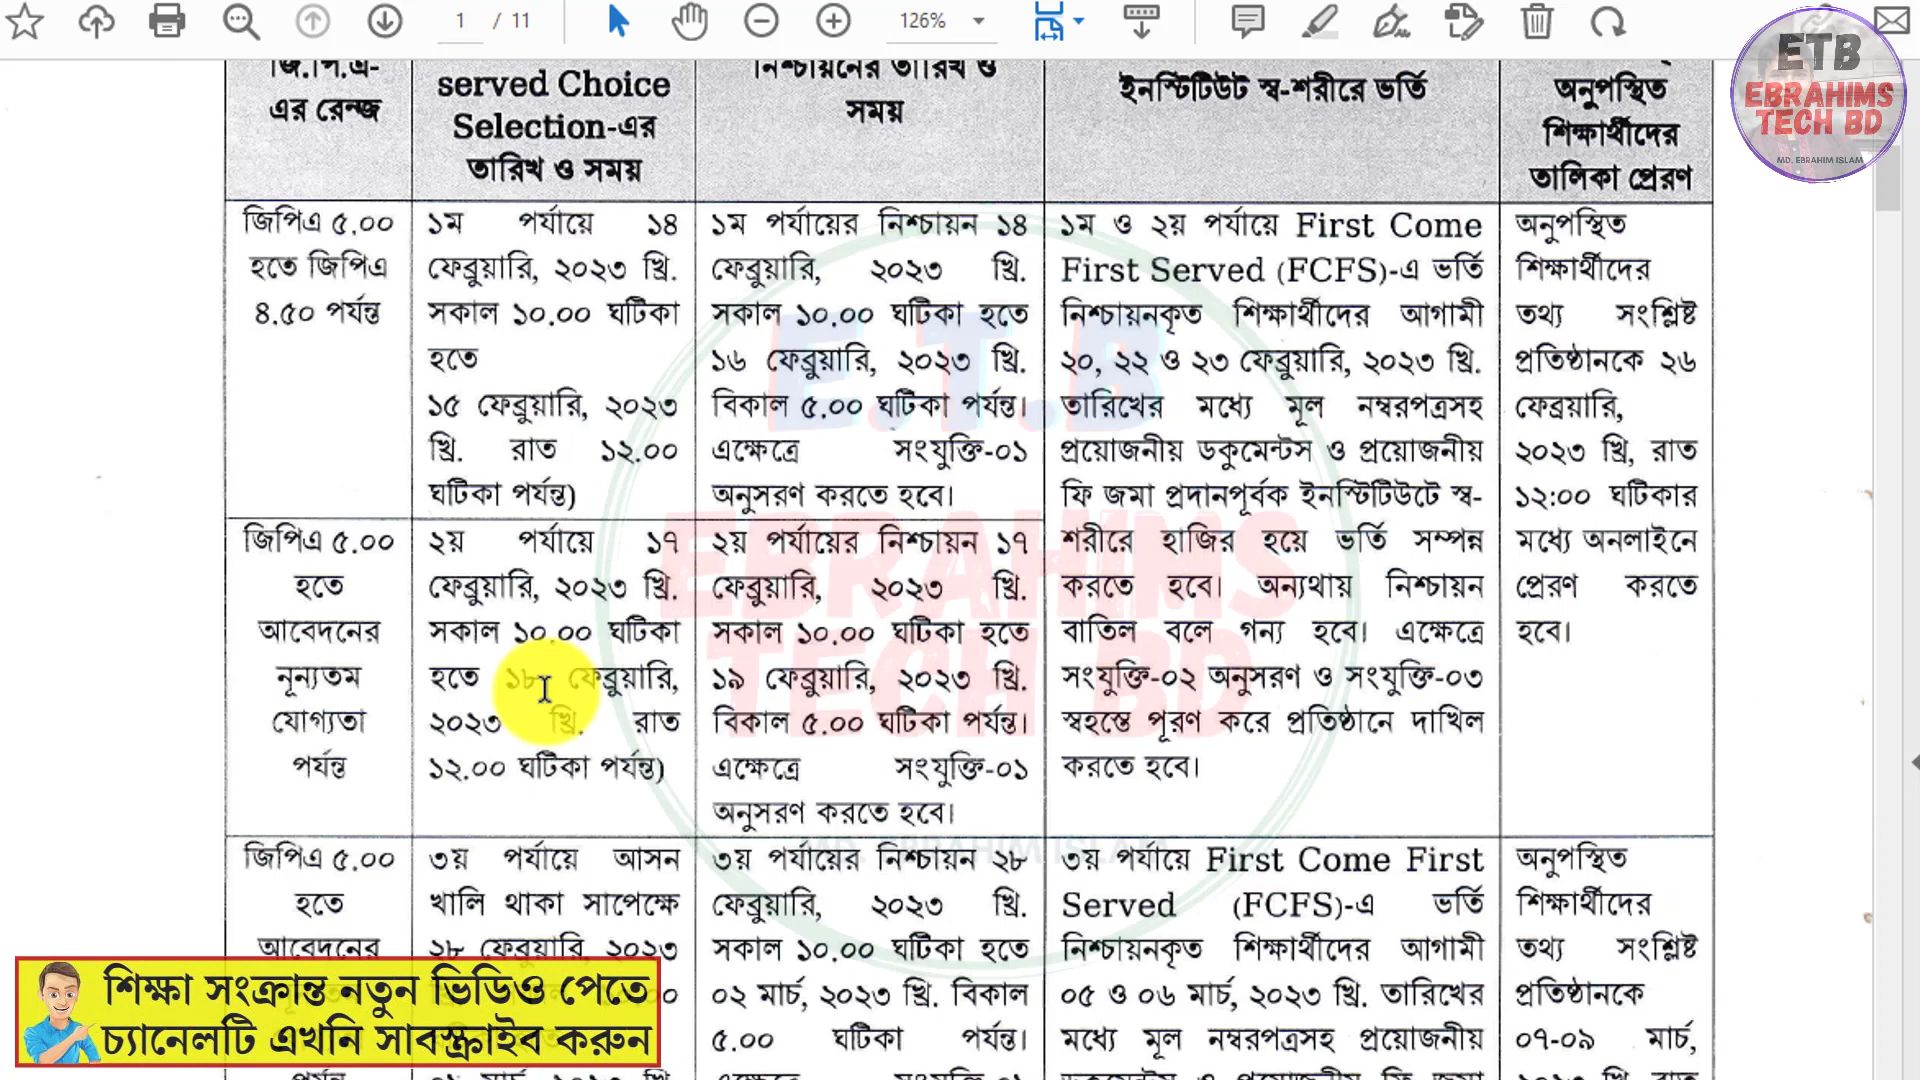 1 / 11
126%
ETB
EBRAHIMS
TECH BD
MD. EBRAHIM ISLAM
জি.পি.এ-
এর রেন্জ
served Choice
Selection-এর
তারিখ ও সময়
নিশ্চায়নের তারিখ ও
সময়
ইনস্টিটিউট স্ব-শরীরে ভর্তি
অনুপস্থিত
শিক্ষার্থীদের
তালিকা প্রেরণ
জিপিএ ৫.০০
হতে জিপিএ
৪.৫০ পর্যন্ত
১ম পর্যায়ে ১৪
ফেব্রুয়ারি, ২০২৩ খ্রি.
সকাল ১০.০০ ঘটিকা
হতে
১৫ ফেব্রুয়ারি, ২০২৩
খ্রি. রাত ১২.০০
ঘটিকা পর্যন্ত)
১ম পর্যায়ের নিশ্চায়ন ১৪
ফেব্রুয়ারি, ২০২৩ খ্রি.
সকাল ১০.০০ ঘটিকা হতে
১৬ ফেব্রুয়ারি, ২০২৩ খ্রি.
বিকাল ৫.০০ ঘটিকা পর্যন্ত।
এক্ষেত্রে সংযুক্তি-০১
অনুসরণ করতে হবে।
১ম ও ২য় পর্যায়ে First Come
First Served (FCFS)-এ ভর্তি
নিশ্চায়নকৃত শিক্ষার্থীদের আগামী
২০, ২২ ও ২৩ ফেব্রুয়ারি, ২০২৩ খ্রি.
তারিখের মধ্যে মূল নম্বরপত্রসহ
প্রয়োজনীয় ডকুমেন্টস ও প্রয়োজনীয়
ফি জমা প্রদানপূর্বক ইনস্টিটিউটে স্ব-
শরীরে হাজির হয়ে ভর্তি সম্পন্ন
করতে হবে। অন্যথায় নিশ্চায়ন
বাতিল বলে গন্য হবে। এক্ষেত্রে
সংযুক্তি-০২ অনুসরণ ও সংযুক্তি-০৩
স্বহস্তে পূরণ করে প্রতিষ্ঠানে দাখিল
করতে হবে।
অনুপস্থিত
শিক্ষার্থীদের
তথ্য সংশ্লিষ্ট
প্রতিষ্ঠানকে ২৬
ফেব্রয়ারি,
২০২৩ খ্রি, রাত
১২:০০ ঘটিকার
মধ্যে অনলাইনে
প্রেরণ করতে
হবে।
জিপিএ ৫.০০
হতে
আবেদনের
নূন্যতম
যোগ্যতা
পর্যন্ত
২য় পর্যায়ে ১৭
ফেব্রুয়ারি, ২০২৩ খ্রি.
সকাল ১০.০০ ঘটিকা
হতে ১৮ ফেব্রুয়ারি,
২০২৩ খ্রি. রাত
১২.০০ ঘটিকা পর্যন্ত)
২য় পর্যায়ের নিশ্চায়ন ১৭
ফেব্রুয়ারি, ২০২৩ খ্রি.
সকাল ১০.০০ ঘটিকা হতে
১৯ ফেব্রুয়ারি, ২০২৩ খ্রি.
বিকাল ৫.০০ ঘটিকা পর্যন্ত।
এক্ষেত্রে সংযুক্তি-০১
অনুসরণ করতে হবে।
E.T.B
EBRAHIMS
TECH BD
MD. EBRAHIM ISLAM
জিপিএ ৫.০০
হতে
আবেদনের
৩য় পর্যায়ে আসন
খালি থাকা সাপেক্ষে
২৮ ফেব্রুয়ারি, ২০২৩
৩য় পর্যায়ের নিশ্চায়ন ২৮
ফেব্রুয়ারি, ২০২৩ খ্রি.
সকাল ১০.০০ ঘটিকা হতে
০২ মার্চ, ২০২৩ খ্রি. বিকাল
৫.০০ ঘটিকা পর্যন্ত।
৩য় পর্যায়ে First Come First
Served (FCFS)-এ ভর্তি
নিশ্চায়নকৃত শিক্ষার্থীদের আগামী
০৫ ও ০৬ মার্চ, ২০২৩ খ্রি. তারিখের
মধ্যে মূল নম্বরপত্রসহ প্রয়োজনীয়
অনুপস্থিত
শিক্ষার্থীদের
তথ্য সংশ্লিষ্ট
প্রতিষ্ঠানকে
০৭-০৯ মার্চ,
শিক্ষা সংক্রান্ত নতুন ভিডিও পেতে
চ্যানেলটি এখনি সাবস্ক্রাইব করুন